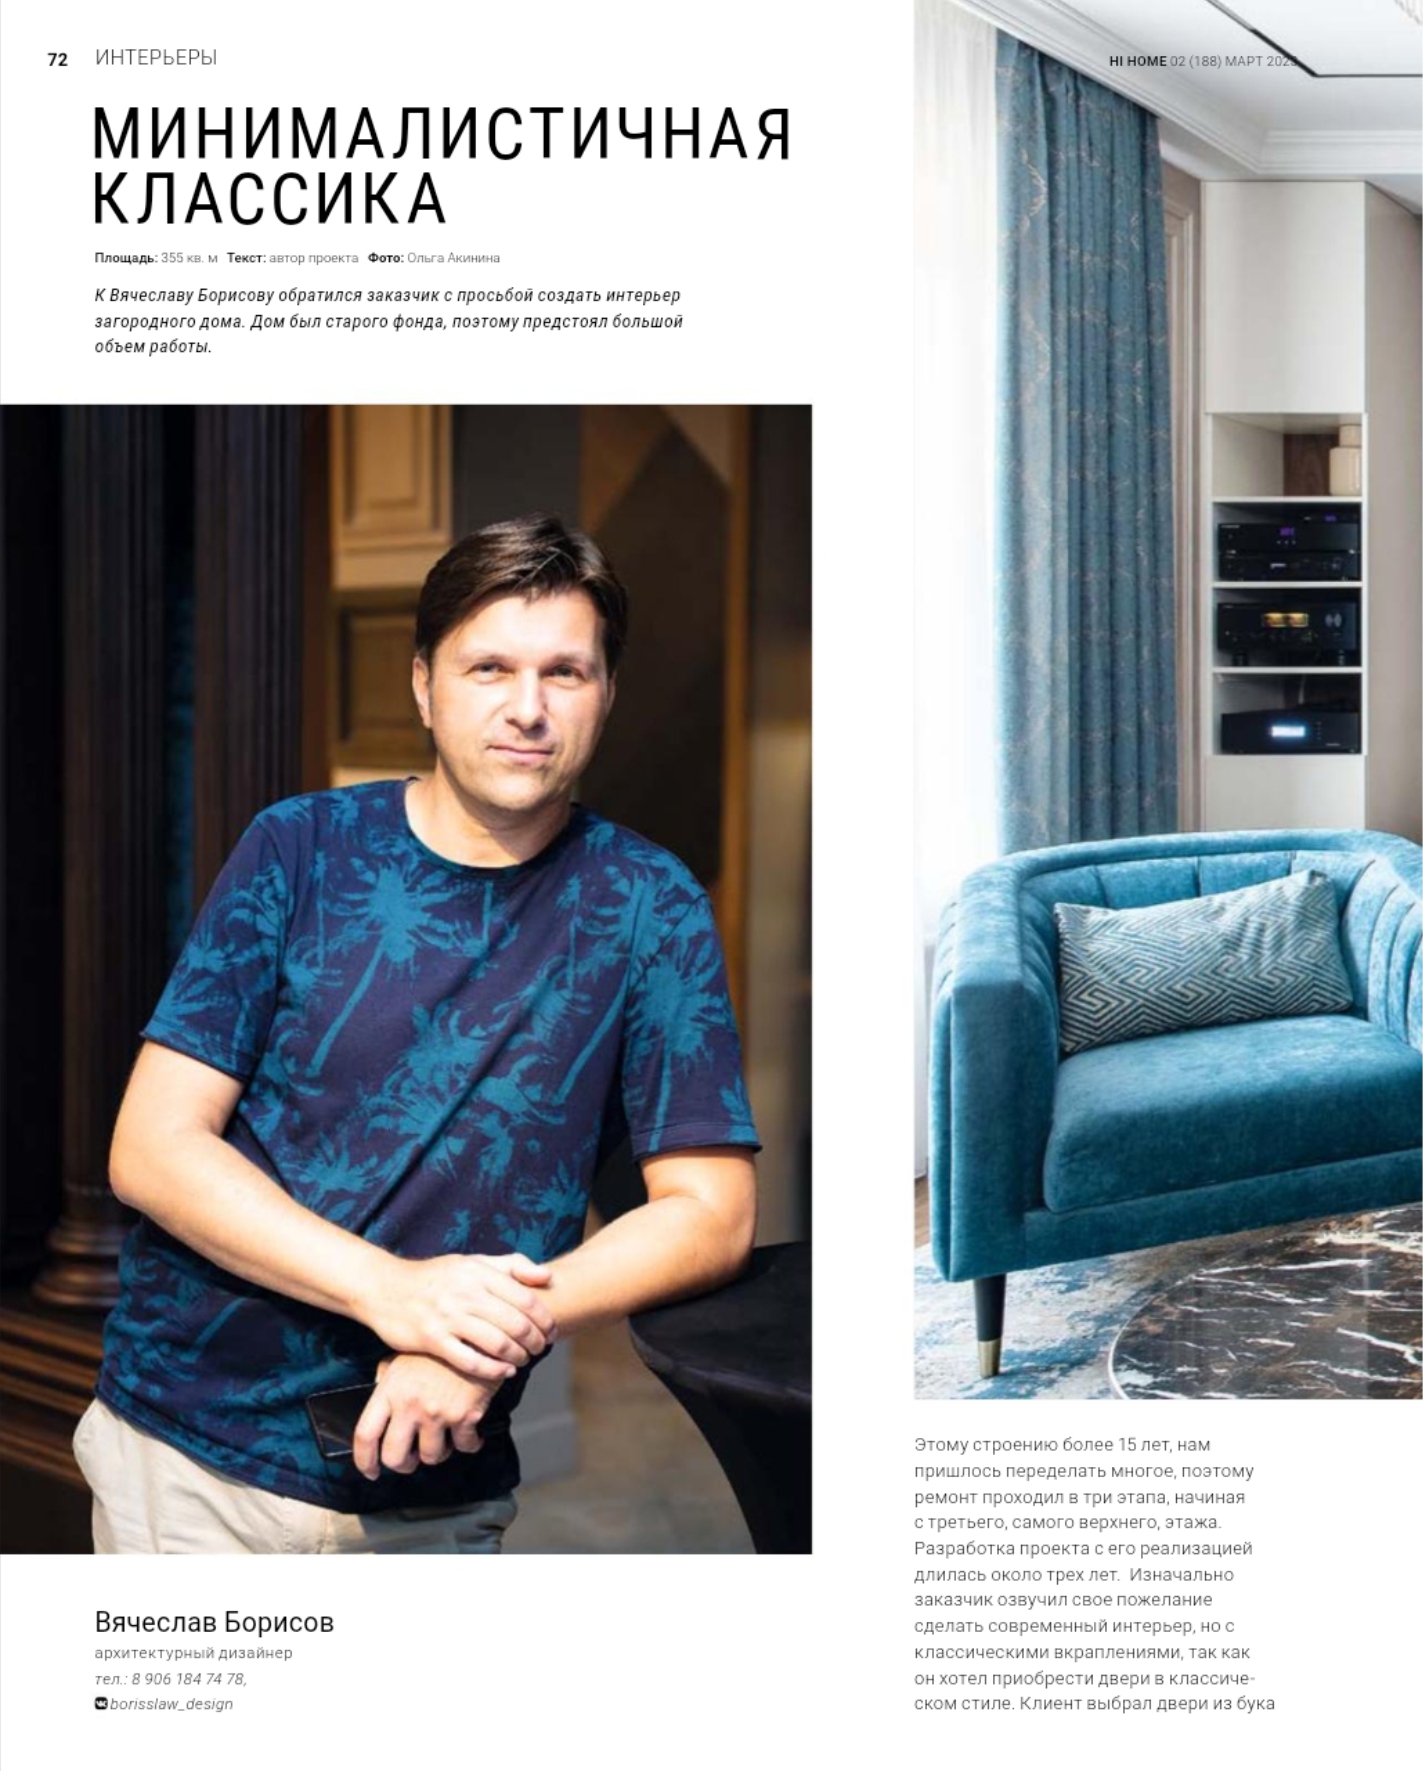 72 ИНТЕРЬЕРЫ
HI HOME 02 (188) МАРТ
МИНИМАЛИСТИЧНАЯ
КЛАССИКА
Площадь: 355 кв. м Текст: автор проекта Фото: Ольга Акинина
К Вячеславу Борисову обратился заказчик с просьбой создать интерьер
загородного дома. Дом был старого фонда, поэтому предстоял большой
объем работы.
Вячеслав Борисов
архитектурный дизайнер
тел.: 8 906 184 74 78,
borisslaw_design
Этому строению более 15 лет, нам
пришлось переделать многое, поэтому
ремонт проходил в три этапа, начиная
с третьего, самого верхнего, этажа.
Разработка проекта с его реализацией
длилась около трех лет. Изначально
заказчик озвучил свое пожелание
сделать современный интерьер, но с
классическими вкраплениями, так как
он хотел приобрести двери в классиче-
ском стиле. Клиент выбрал двери из бука